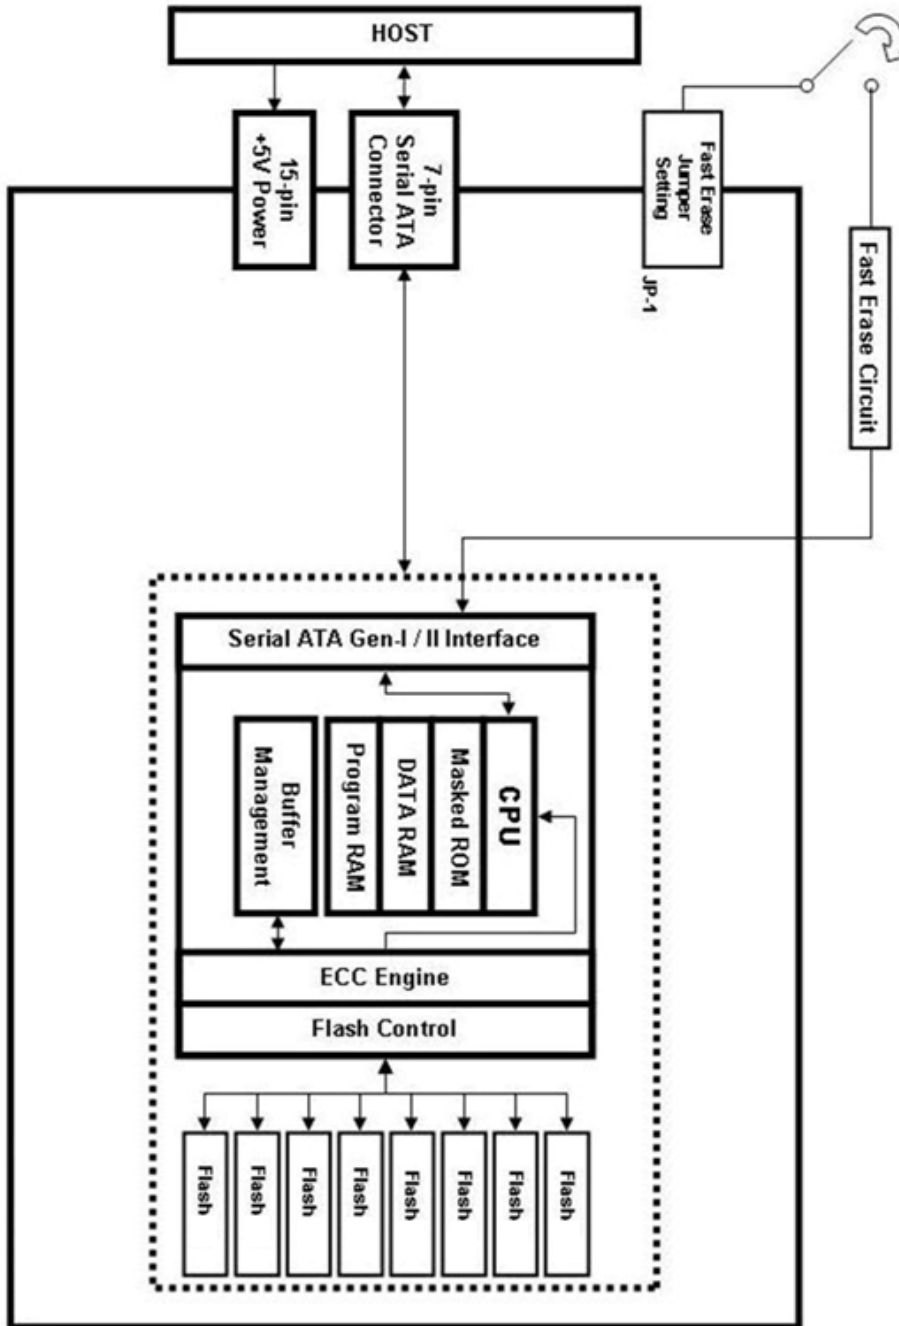 HOST
15-pin
+5V Power
7-pin
Serial ATA
Connector
Fast Erase
Jumper
Setting
JP-1
Fast Erase Circuit
Serial ATA Gen-I / II Interface
Buffer
Management
Program RAM
DATA RAM
Masked ROM
CPU
ECC Engine
Flash Control
Flash
Flash
Flash
Flash
Flash
Flash
Flash
Flash